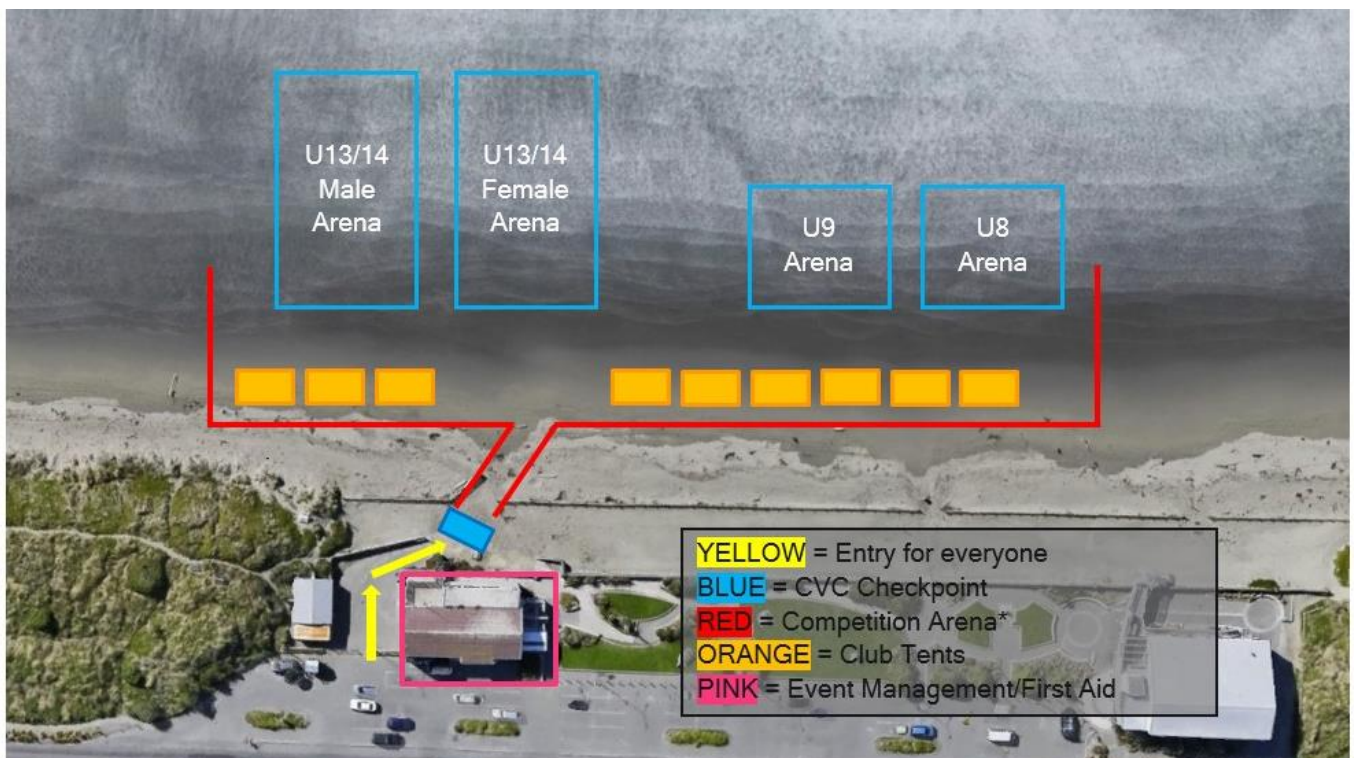 U13/14
Male
Arena
U13/14
Female
Arena
U9
Arena
U8
Arena
YELLOW = Entry for everyone
BLUE = CVC Checkpoint
RED = Competition Arena*
ORANGE = Club Tents
PINK = Event Management/First Aid